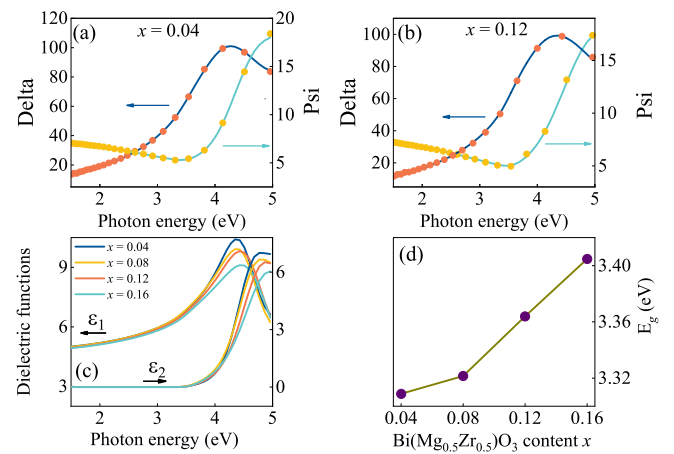 (a)
x = 0.04
Delta
120
100
80
60
40
20
20
15
10
5
Psi
2
3
4
5
Photon energy (eV)
(b)
x = 0.12
Delta
100
80
60
40
20
15
10
5
Psi
2
3
4
5
Photon energy (eV)
x = 0.04
x = 0.08
x = 0.12
x = 0.16
Dielectric functions
9
6
3
6
3
0
ε1
ε2
(c)
2
3
4
5
Photon energy (eV)
(d)
3.40
3.36
3.32
Eg (eV)
0.04
0.08
0.12
0.16
Bi(Mg0.5Zr0.5)O3 content x